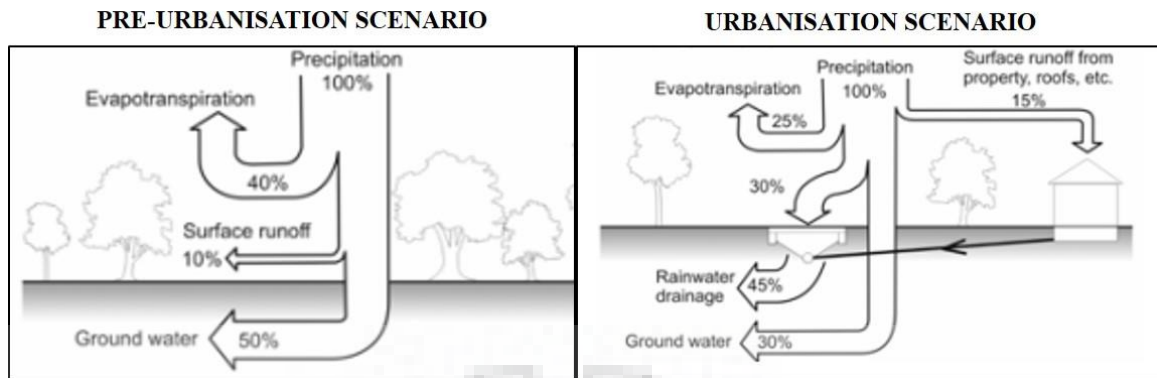 PRE-URBANISATION SCENARIO
Precipitation
100%
Evapotranspiration
40%
Surface runoff
10%
Ground water
50%
URBANISATION SCENARIO
Surface runoff from
property, roofs, etc.
15%
Precipitation
100%
Evapotranspiration
25%
30%
Rainwater
drainage
45%
Ground water
30%